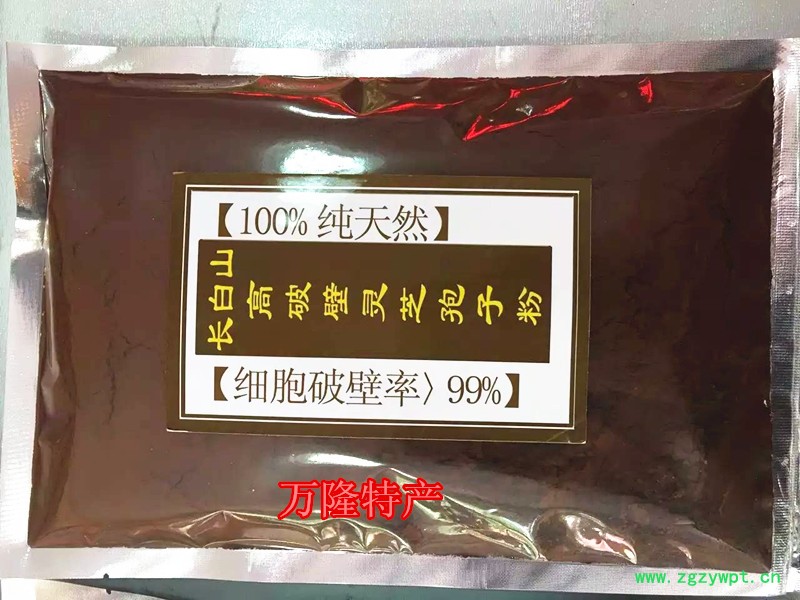 【100% 纯天然】
长白山高破壁灵芝孢子粉
【细胞破壁率〉99%】
万隆特产
www.zgzywpt.cn